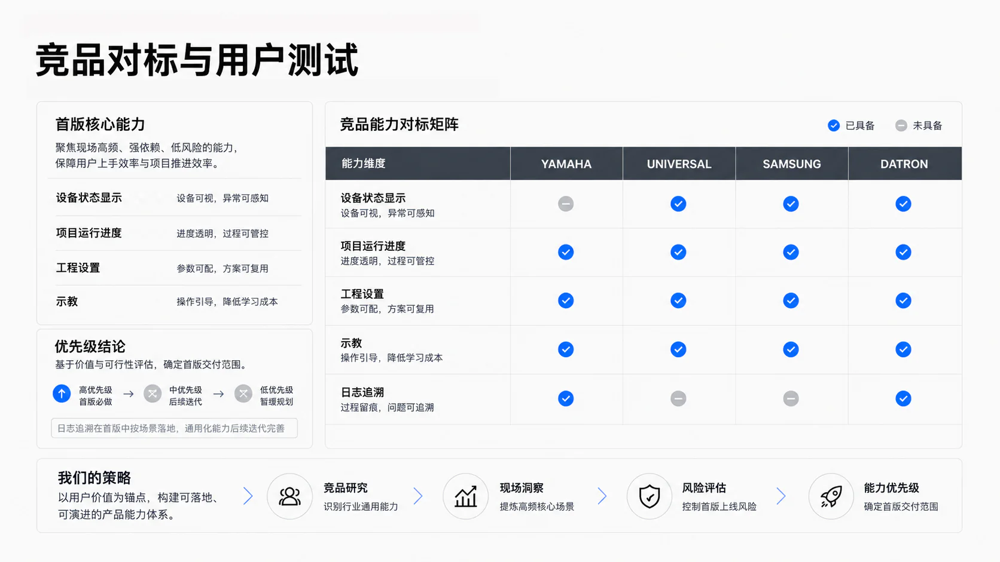 竞品对标与用户测试
首版核心能力
聚焦现场高频、强依赖、低风险的能力，
保障用户上手效率与项目推进效率。
设备状态显示 设备可视，异常可感知
项目运行进度 进度透明，过程可管控
工程设置 参数可配，方案可复用
示教 操作引导，降低学习成本
优先级结论
基于价值与可行性评估，确定首版交付范围。
高优先级
首版必做
中优先级
后续迭代
低优先级
暂缓规划
日志追溯在首版中按场景落地，通用化能力后续迭代完善
竞品能力对标矩阵
已具备 未具备
能力维度 YAMAHA UNIVERSAL SAMSUNG DATRON
设备状态显示
设备可视，异常可感知
项目运行进度
进度透明，过程可管控
工程设置
参数可配，方案可复用
示教
操作引导，降低学习成本
日志追溯
过程留痕，问题可追溯
我们的策略
以用户价值为锚点，构建可落地、
可演进的产品能力体系。
竞品研究
识别行业通用能力
现场洞察
提炼高频核心场景
风险评估
控制首版上线风险
能力优先级
确定首版交付范围